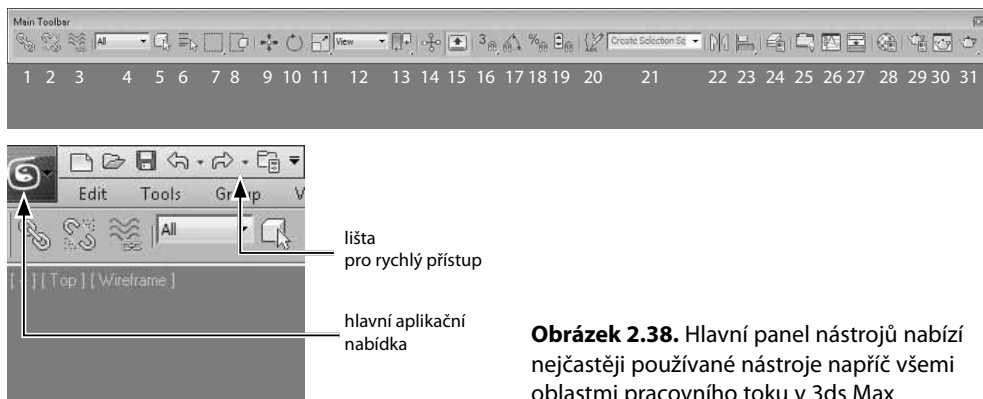 Main Toolbar
All
View
3
%
Create Selection Se
1 2 3 4 5 6 7 8 9 10 11 12 13 14 15 16 17 18 19 20 21 22 23 24 25 26 27 28 29 30 31
Edit Tools Group V
All
[ + ] [ Top ] [ Wireframe ]
lišta
pro rychlý přístup
hlavní aplikační
nabídka
Obrázek 2.38. Hlavní panel nástrojů nabízí
nejčastěji používané nástroje napříč všemi
oblastmi pracovního toku v 3ds Max